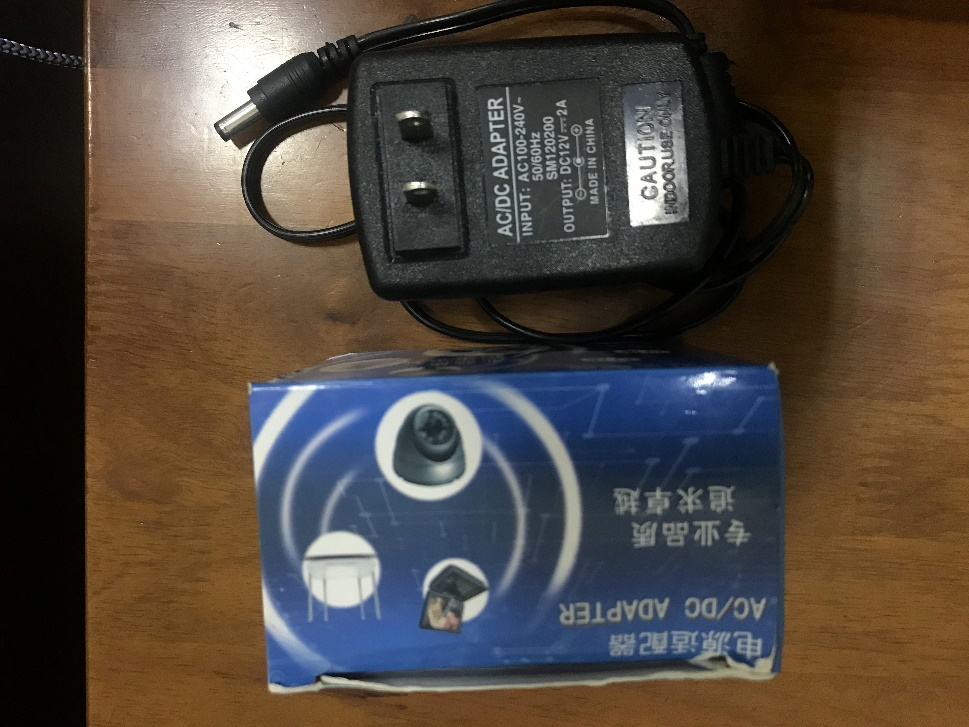 AC/DC ADAPTER
INPUT: AC100-240V~
50/60Hz
SM120200
OUTPUT: DC12V⎓2A
MADE IN CHINA
CAUTION
INDOOR USE ONLY
电源适配器
AC/DC ADAPTER
专业品质
追求卓越